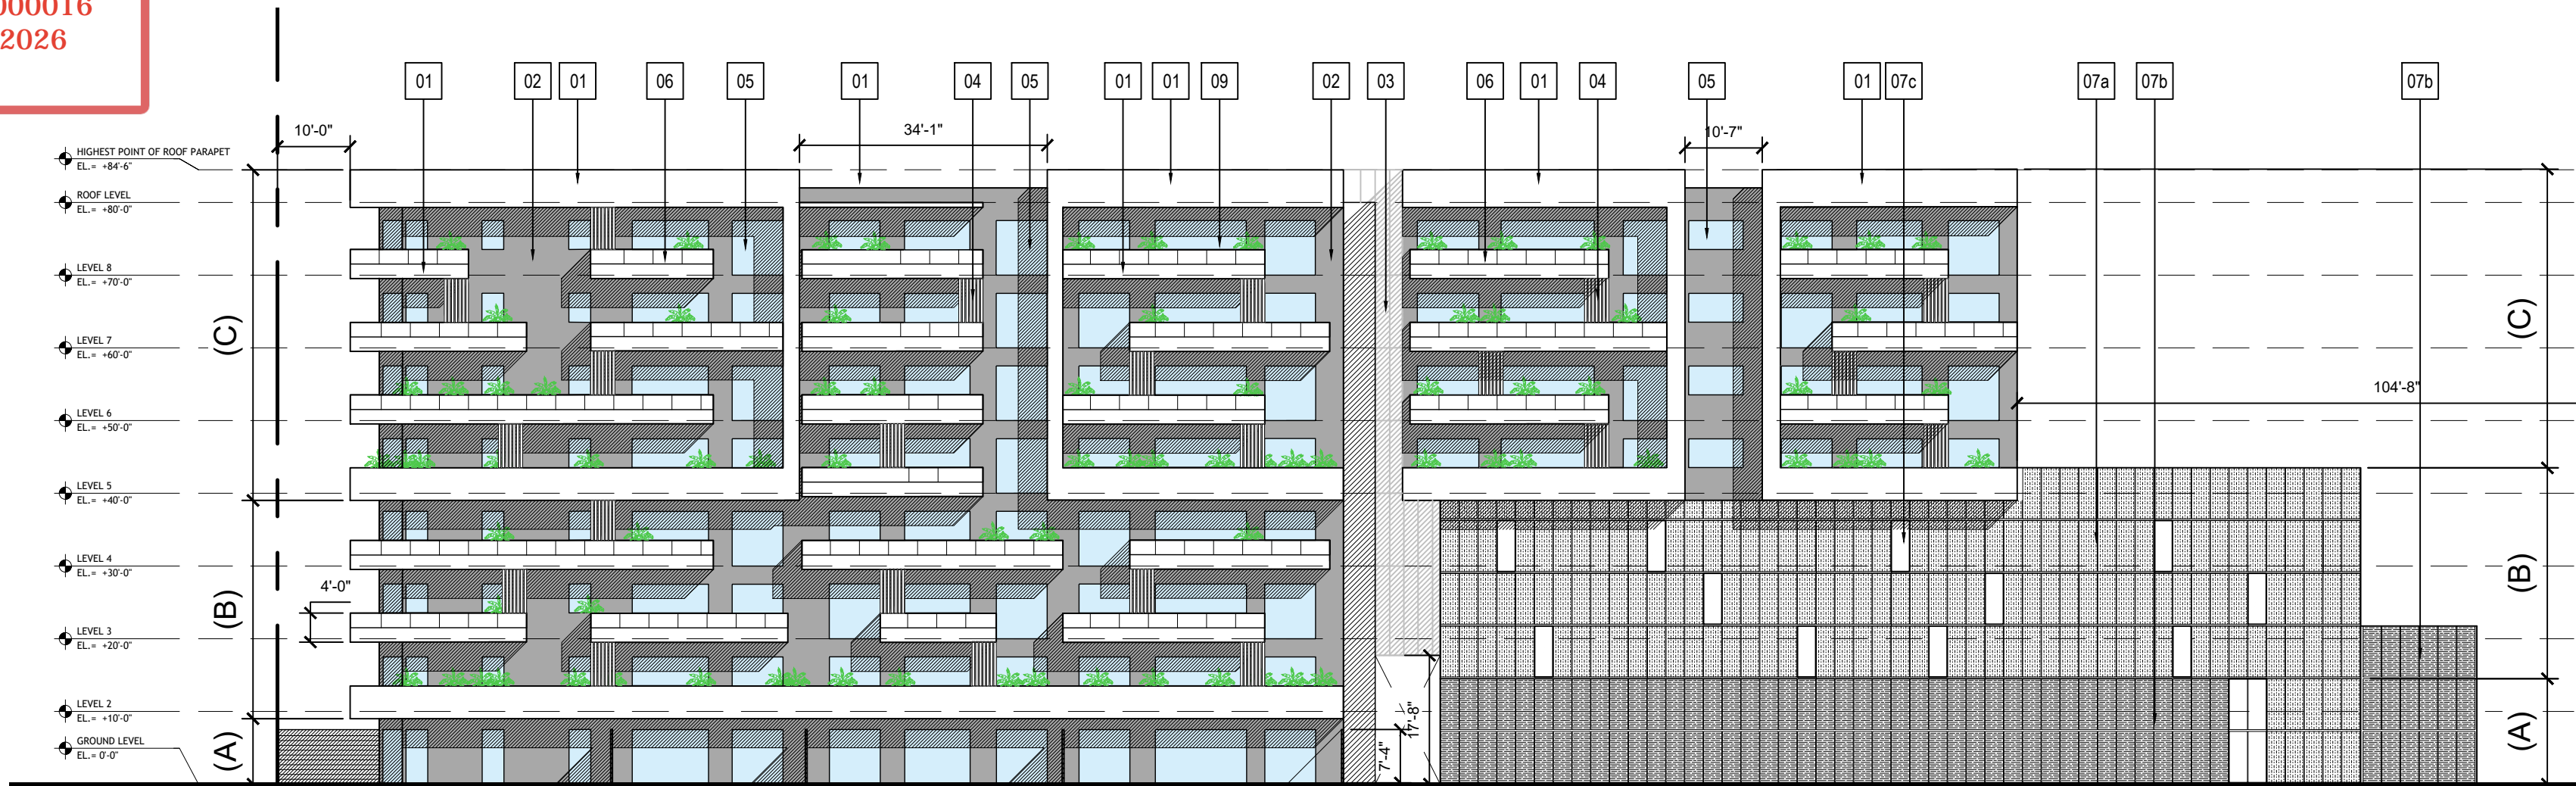 000016
2026
01
02
01
06
05
01
04
05
01
01
09
02
03
06
01
04
05
01
07c
07a
07b
07b
10'-0"
34'-1"
10'-7"
HIGHEST POINT OF ROOF PARAPET
EL.= +84'-6"
ROOF LEVEL
EL.= +80'-0"
LEVEL 8
EL.= +70'-0"
LEVEL 7
EL.= +60'-0"
(C)
(C)
104'-8"
LEVEL 6
EL.= +50'-0"
LEVEL 5
EL.= +40'-0"
LEVEL 4
EL.= +30'-0"
4'-0"
(B)
(B)
LEVEL 3
EL.= +20'-0"
LEVEL 2
EL.= +10'-0"
17'-8"
7'-4"
(A)
(A)
GROUND LEVEL
EL.= 0'-0"